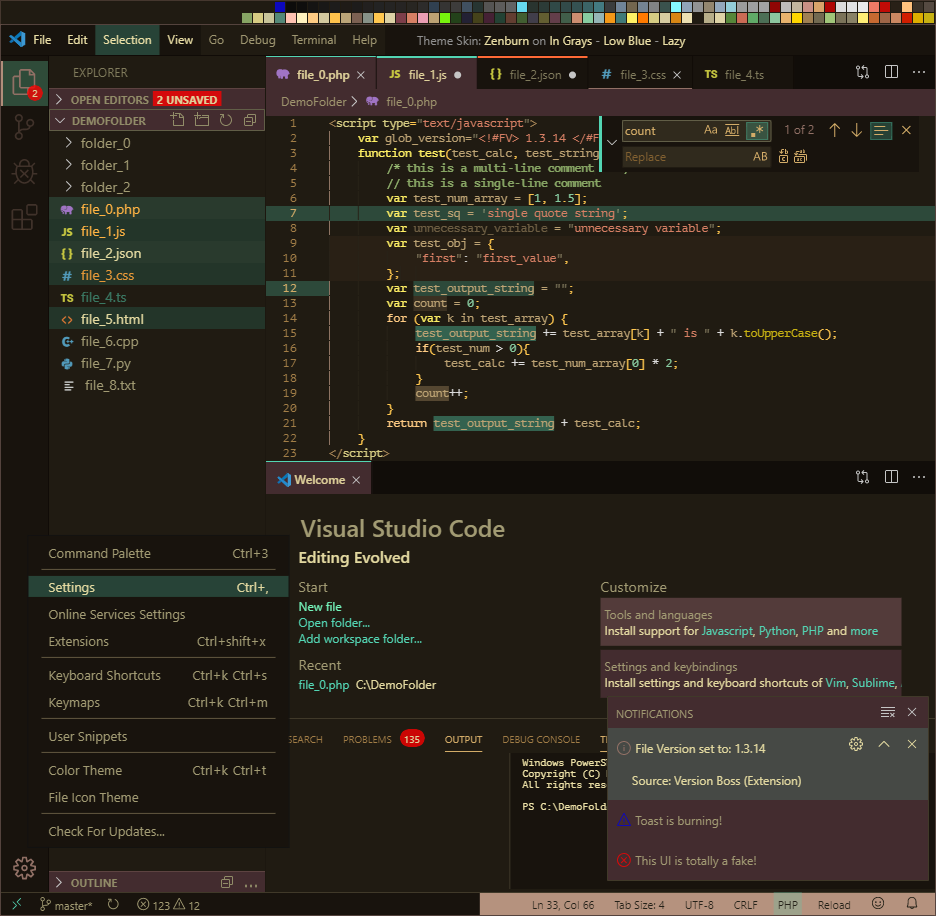 File Edit Selection View Go Debug Terminal Help Theme Skin: Zenburn on In Grays - Low Blue - Lazy
2
EXPLORER
OPEN EDITORS 2 UNSAVED
DEMOFOLDER
folder_0
folder_1
folder_2
file_0.php
file_1.js
file_2.json
file_3.css
file_4.ts
file_5.html
file_6.cpp
file_7.py
file_8.txt
file_0.php JS file_1.js {} file_2.json # file_3.css TS file_4.ts
DemoFolder file_0.php
count Aa Abl .* 1 of 2
Replace AB
1 <script type="text/javascript">
2 var glob_version="<!#FV> 1.3.14 </#F
3 function test(test_calc, test_string
4 /* this is a multi-line comment
5 // this is a single-line comment
6 var test_num_array = [1, 1.5];
7 var test_sq = 'single quote string';
8 var unnecessary_variable = "unnecessary variable";
9 var test_obj = {
10 "first": "first_value",
11 };
12 var test_output_string = "";
13 var count = 0;
14 for (var k in test_array) {
15 test_output_string += test_array[k] + " is " + k.toUpperCase();
16 if(test_num > 0){
17 test_calc += test_num_array[0] * 2;
18 }
19 count++;
20 }
21 return test_output_string + test_calc;
22 }
23 </script>
Welcome
Visual Studio Code
Editing Evolved
Start
New file
Open folder...
Add workspace folder...
Recent
file_0.php C:\DemoFolder
Customize
Tools and languages
Install support for Javascript, Python, PHP and more
Settings and keybindings
Install settings and keyboard shortcuts of Vim, Sublime, .
Command Palette Ctrl+3
Settings Ctrl+,
Online Services Settings
Extensions Ctrl+shift+x
Keyboard Shortcuts Ctrl+k Ctrl+s
Keymaps Ctrl+k Ctrl+m
User Snippets
Color Theme Ctrl+k Ctrl+t
File Icon Theme
Check For Updates...
SEARCH PROBLEMS 135 OUTPUT DEBUG CONSOLE
Windows PowerS
Copyright (C)
All rights rese
PS C:\DemoFold
NOTIFICATIONS
File Version set to: 1.3.14
Source: Version Boss (Extension)
Toast is burning!
This UI is totally a fake!
OUTLINE
master* 123 12 Ln 33, Col 66 Tab Size: 4 UTF-8 CRLF PHP Reload